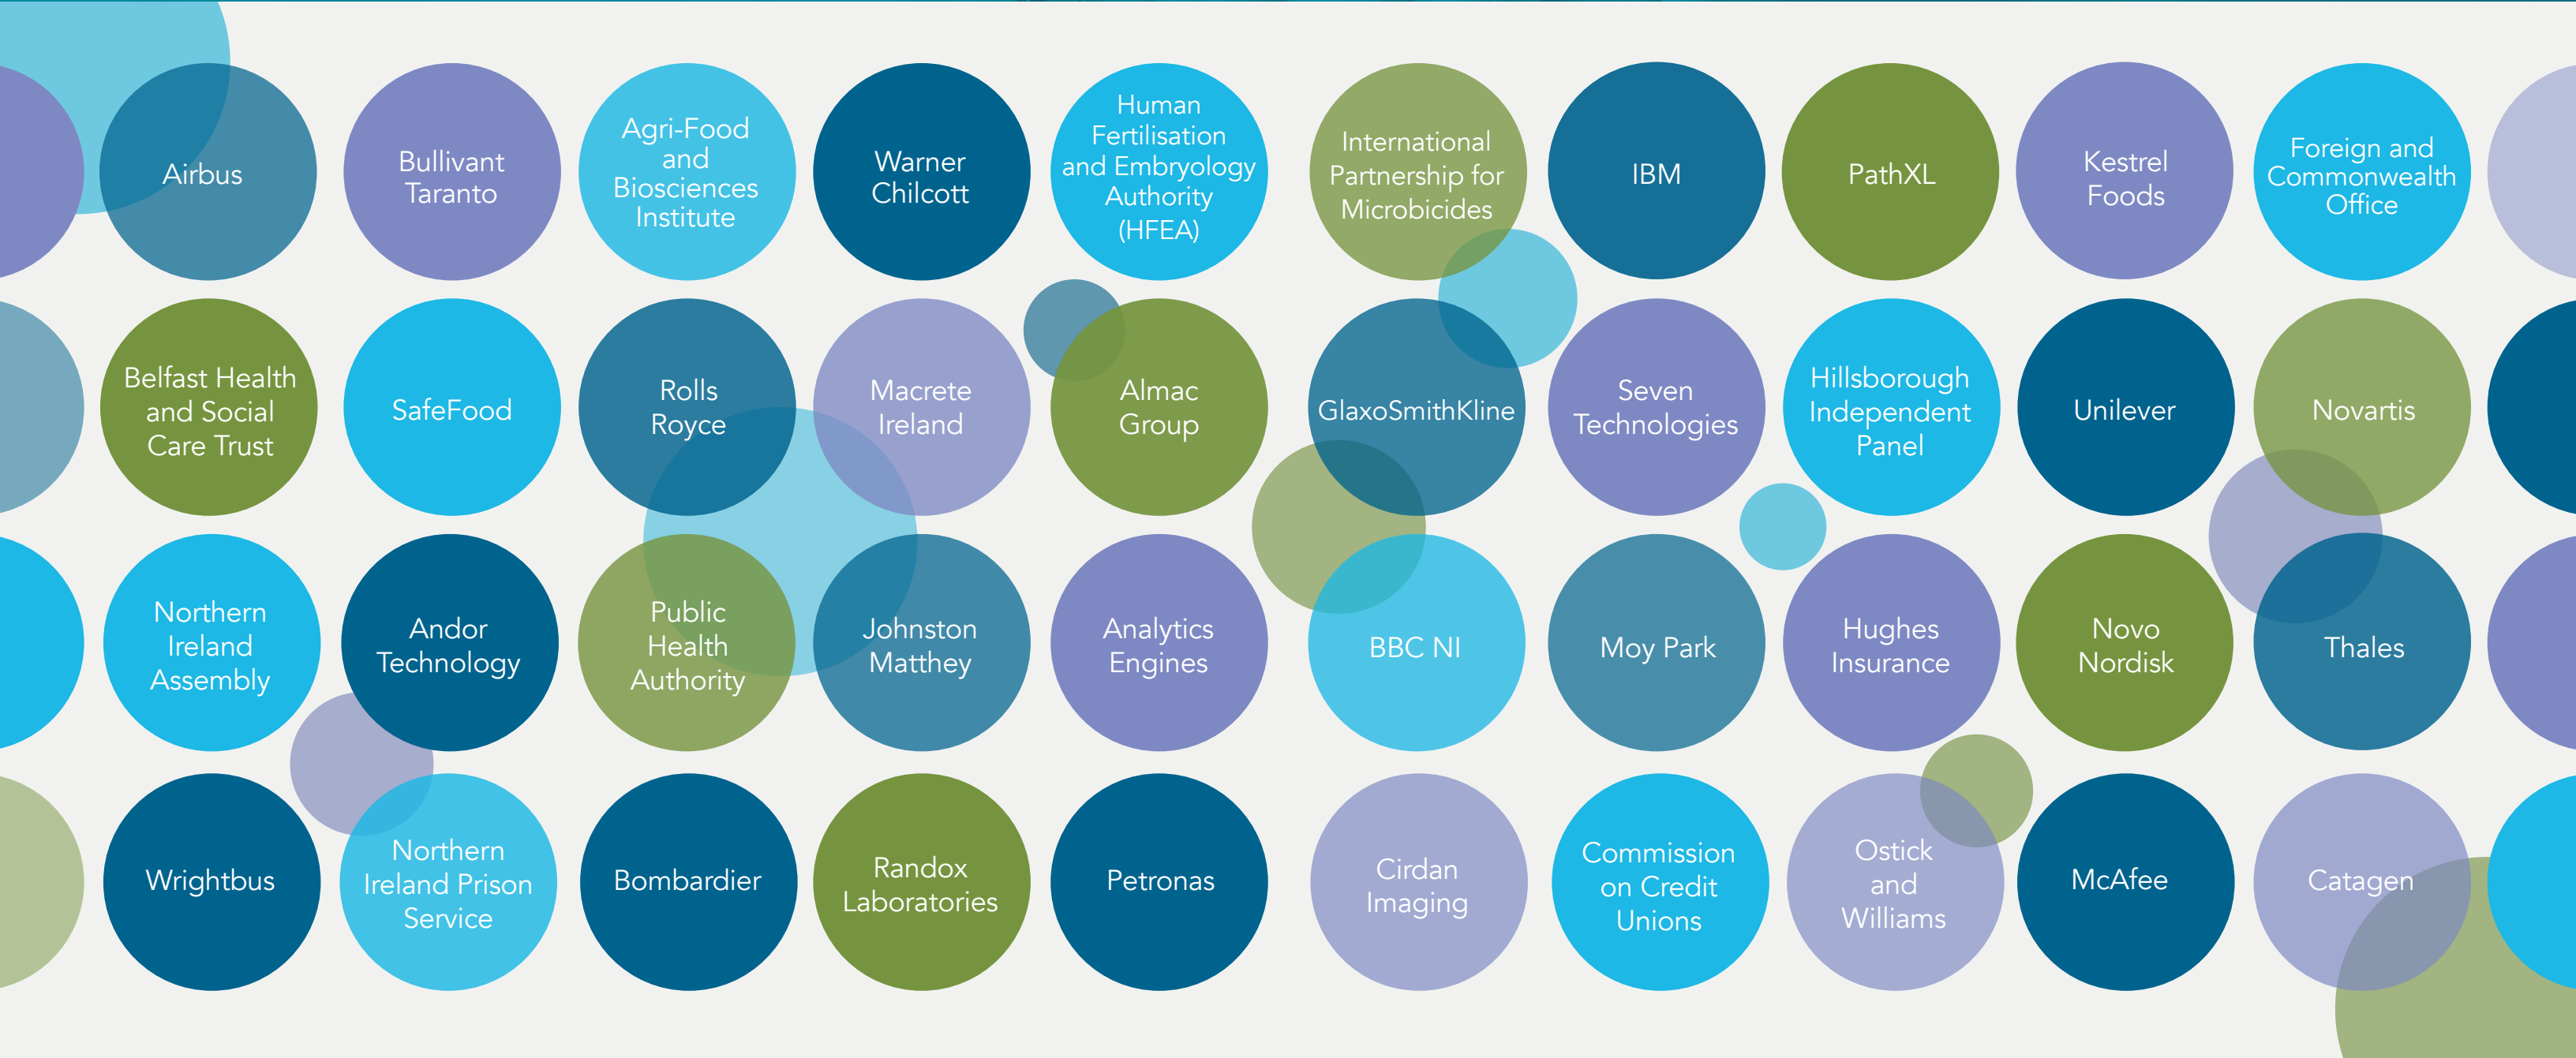 Airbus
Bullivant
Taranto
Agri-Food
and
Biosciences
Institute
Warner
Chilcott
Human
Fertilisation
and Embryology
Authority
(HFEA)
International
Partnership for
Microbicides
IBM
PathXL
Kestrel
Foods
Foreign and
Commonwealth
Office
Belfast Health
and Social
Care Trust
SafeFood
Rolls
Royce
Macrete
Ireland
Almac
Group
GlaxoSmithKline
Seven
Technologies
Hillsborough
Independent
Panel
Unilever
Novartis
Northern
Ireland
Assembly
Andor
Technology
Public
Health
Authority
Johnston
Matthey
Analytics
Engines
BBC NI
Moy Park
Hughes
Insurance
Novo
Nordisk
Thales
Wrightbus
Northern
Ireland Prison
Service
Bombardier
Randox
Laboratories
Petronas
Cirdan
Imaging
Commission
on Credit
Unions
Ostick
and
Williams
McAfee
Catagen